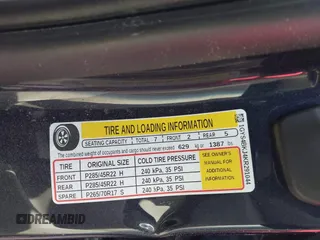 TIRE AND LOADING INFORMATION
SEATING CAPACITY TOTAL 7 FRONT 2 REAR 5
The combined weight of occupants and cargo should never exceed 629 kg or 1387 lbs.
TIRE ORIGINAL SIZE COLD TIRE PRESSURE
FRONT P285/45R22 H 240 kPa, 35 PSI
REAR P285/45R22 H 240 kPa, 35 PSI
SPARE P265/70R17 S 240 kPa, 35 PSI
SEE OWNER'S
MANUAL FOR
ADDITIONAL
INFORMATION
DREAMBID